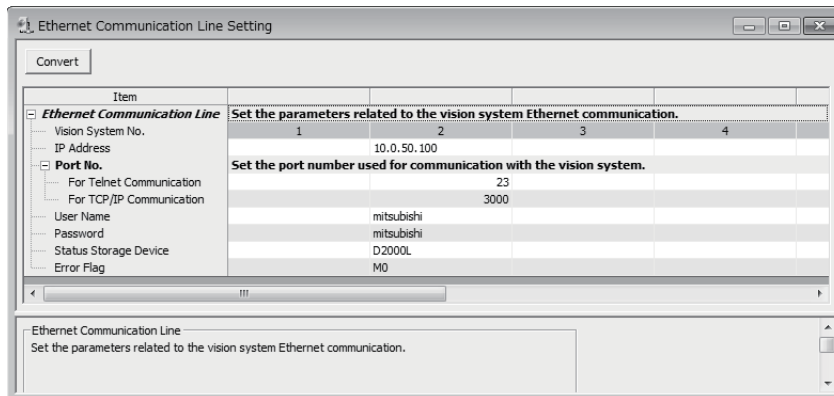 Ethernet Communication Line Setting
Convert
Item
Ethernet Communication Line Set the parameters related to the vision system Ethernet communication.
Vision System No. 1 2 3 4
IP Address 10.0.50.100
Port No. Set the port number used for communication with the vision system.
For Telnet Communication 23
For TCP/IP Communication 3000
User Name mitsubishi
Password mitsubishi
Status Storage Device D2000L
Error Flag M0
Ethernet Communication Line
Set the parameters related to the vision system Ethernet communication.